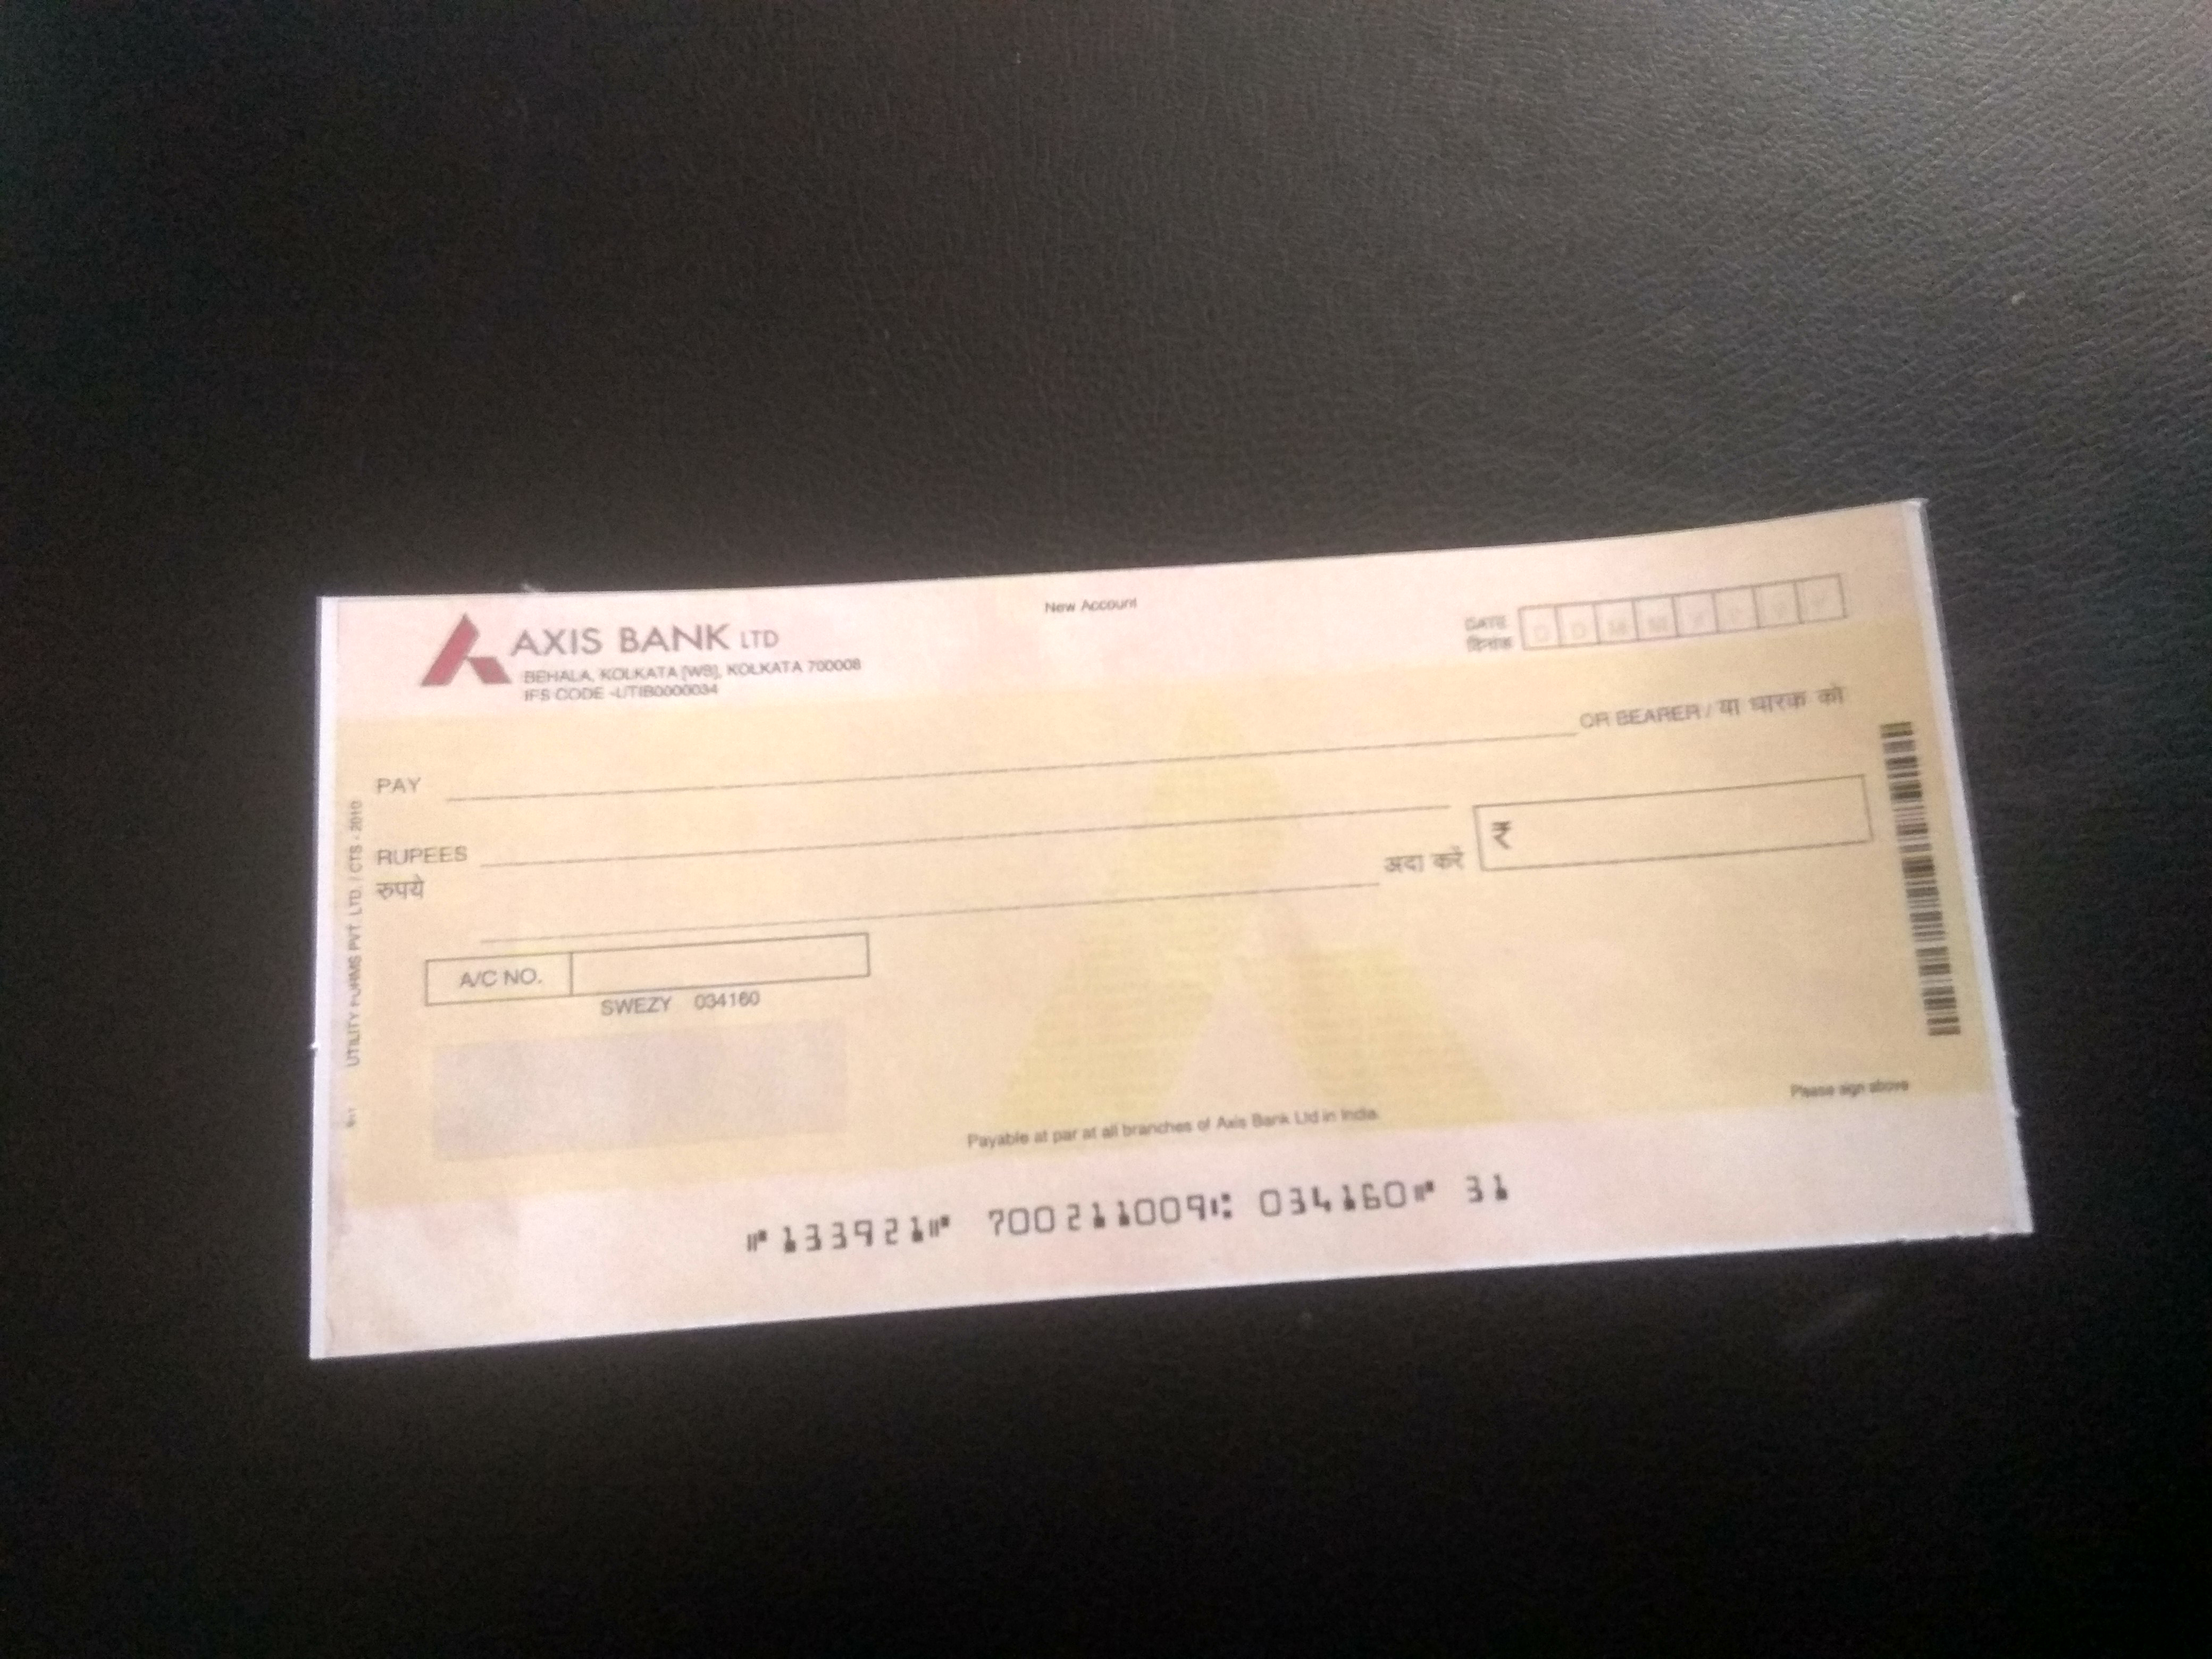 New Account
AXIS BANK LTD
BEHALA, KOLKATA [WB], KOLKATA 700008
IFS CODE -UTIB0000034
DATE
दिनांक
D D M M Y Y Y Y
OR BEARER / या धारक को
PAY
RUPEES
रुपये
अदा करें
₹
A/C NO.
SWEZY 034160
UTILITY FORMS PVT. LTD. / CTS - 2010
Please sign above
Payable at par at all branches of Axis Bank Ltd in India
⑈133921⑈ 700211009⑆ 034160⑈ 31